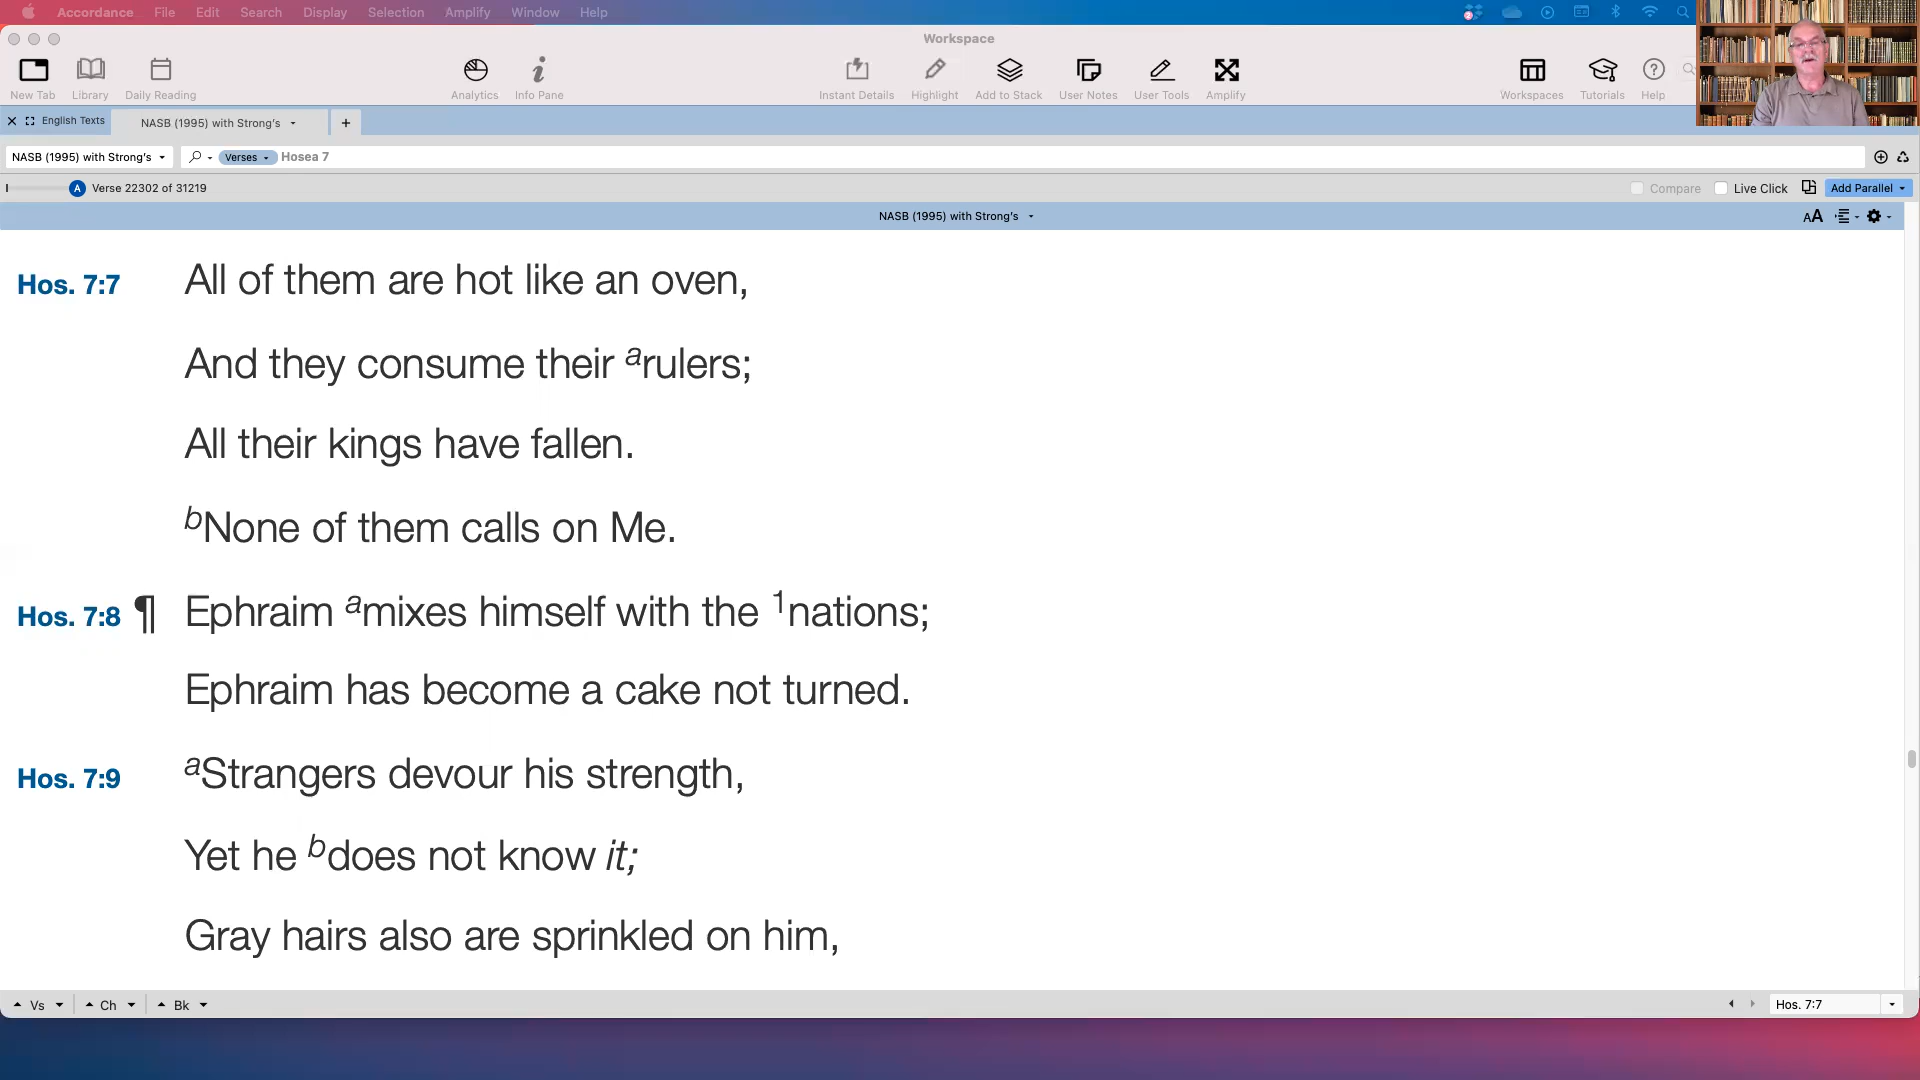 Accordance File Edit Search Display Selection Amplify Window Help
Workspace
New Tab Library Daily Reading Analytics Info Pane Instant Details Highlight Add to Stack User Notes User Tools Amplify Workspaces Tutorials Help
English Texts NASB (1995) with Strong's +
NASB (1995) with Strong's Verses Hosea 7
A Verse 22302 of 31219 Compare Live Click Add Parallel
NASB (1995) with Strong's AA
Hos. 7:7 All of them are hot like an oven,
And they consume their ᵃrulers;
All their kings have fallen.
ᵇNone of them calls on Me.
Hos. 7:8 ¶ Ephraim ᵃmixes himself with the ¹nations;
Ephraim has become a cake not turned.
Hos. 7:9 ᵃStrangers devour his strength,
Yet he ᵇdoes not know it;
Gray hairs also are sprinkled on him,
Vs Ch Bk Hos. 7:7